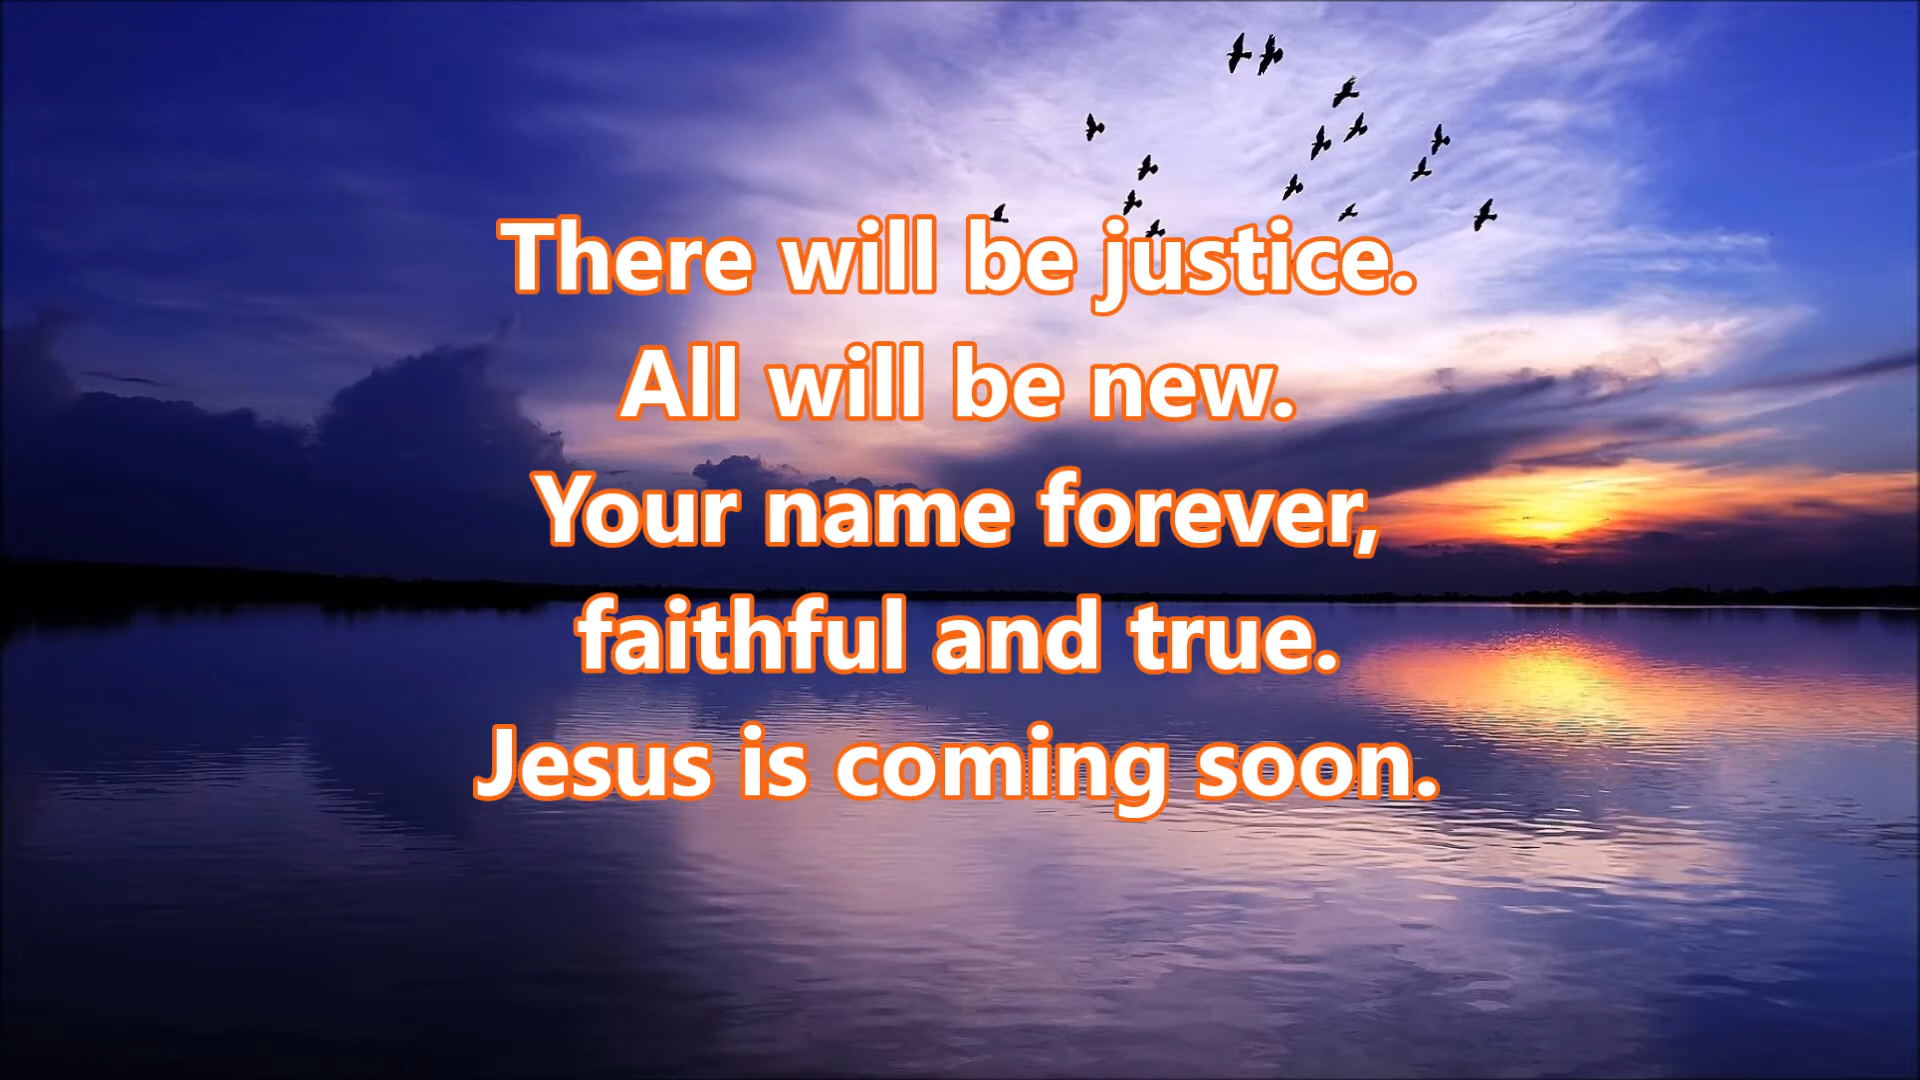 There will be justice.
All will be new.
Your name forever,
faithful and true.
Jesus is coming soon.